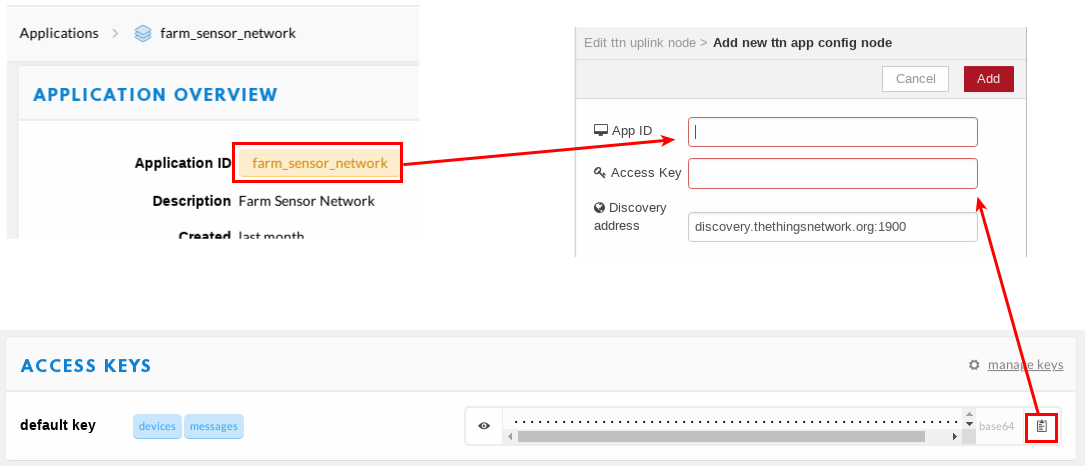 Applications > farm_sensor_network
APPLICATION OVERVIEW
Application ID farm_sensor_network
Description Farm Sensor Network
Created last month
Edit ttn uplink node > Add new ttn app config node
Cancel Add
App ID
Access Key
Discovery
address discovery.thethingsnetwork.org:1900
ACCESS KEYS manage keys
default key devices messages base64